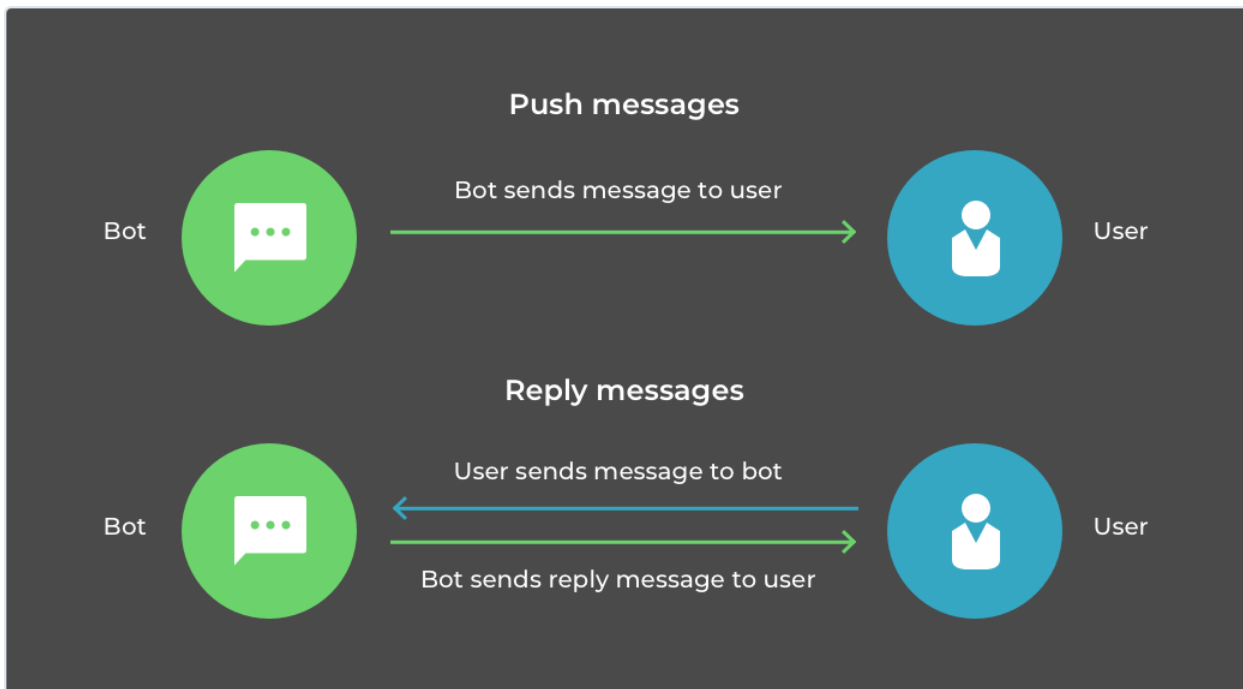 Push messages
Bot sends message to user
Bot
User
Reply messages
User sends message to bot
Bot
User
Bot sends reply message to user